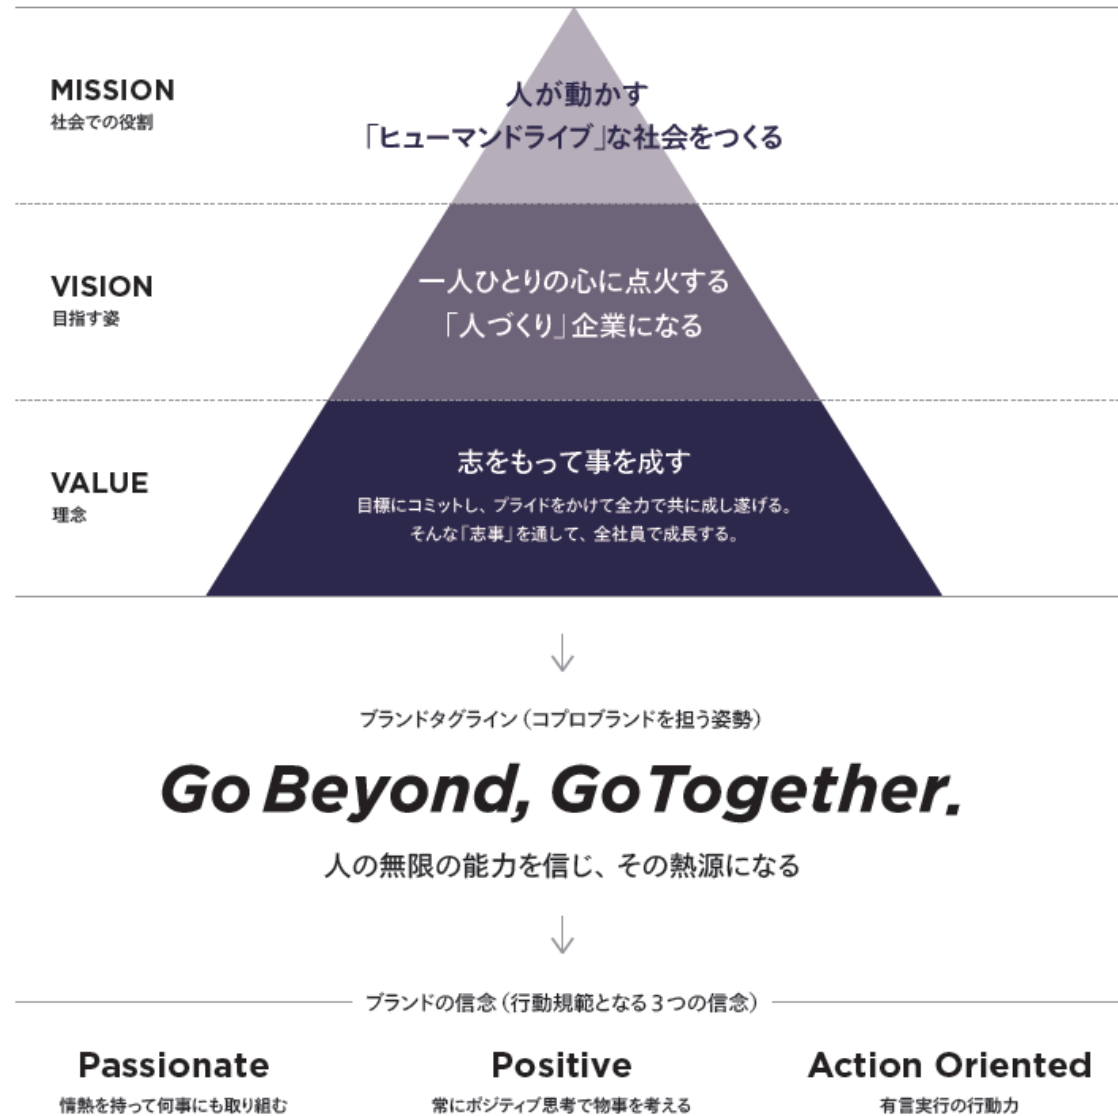 MISSION
社会での役割
人が動かす
「ヒューマンドライブ」な社会をつくる
VISION
目指す姿
一人ひとりの心に点火する
「人づくり」企業になる
VALUE
理念
志をもって事を成す
目標にコミットし、プライドをかけて全力で共に成し遂げる。
そんな「志事」を通して、全社員で成長する。
ブランドタグライン（コプロブランドを担う姿勢）
Go Beyond, Go Together.
人の無限の能力を信じ、その熱源になる
ブランドの信念（行動規範となる3つの信念）
Passionate
情熱を持って何事にも取り組む
Positive
常にポジティブ思考で物事を考える
Action Oriented
有言実行の行動力